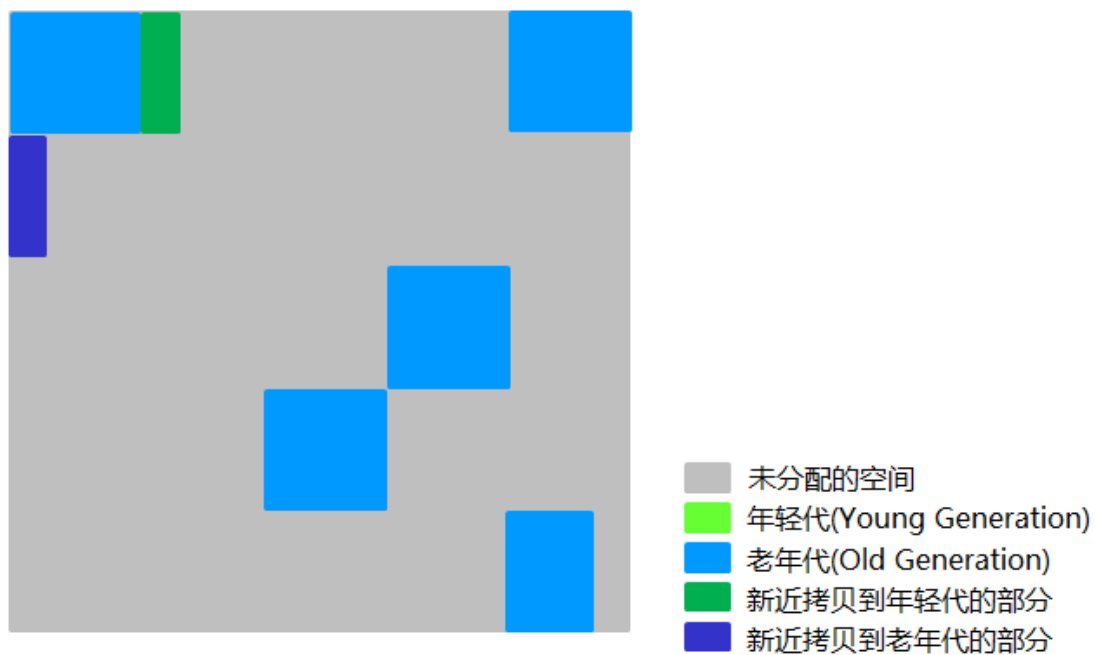 未分配的空间
年轻代(Young Generation)
老年代(Old Generation)
新近拷贝到年轻代的部分
新近拷贝到老年代的部分